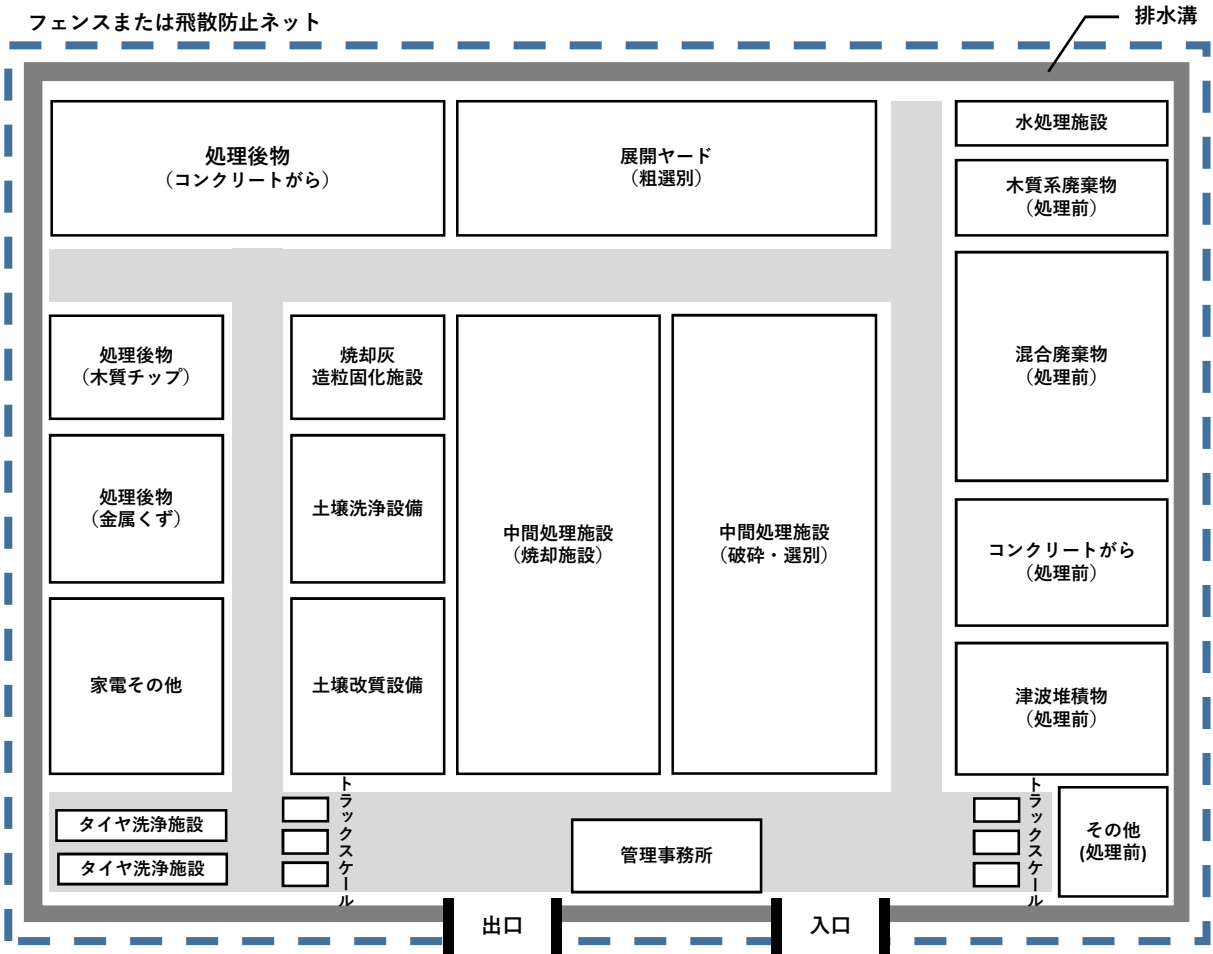 フェンスまたは飛散防止ネット
排水溝
処理後物
（コンクリートがら）
展開ヤード
（粗選別）
水処理施設
木質系廃棄物
（処理前）
混合廃棄物
（処理前）
処理後物
（木質チップ）
焼却灰
造粒固化施設
処理後物
（金属くず）
土壌洗浄設備
中間処理施設
（焼却施設）
中間処理施設
（破砕・選別）
コンクリートがら
（処理前）
家電その他
土壌改質設備
津波堆積物
（処理前）
タイヤ洗浄施設
タイヤ洗浄施設
トラックスケール
管理事務所
トラックスケール
その他
(処理前)
出口
入口